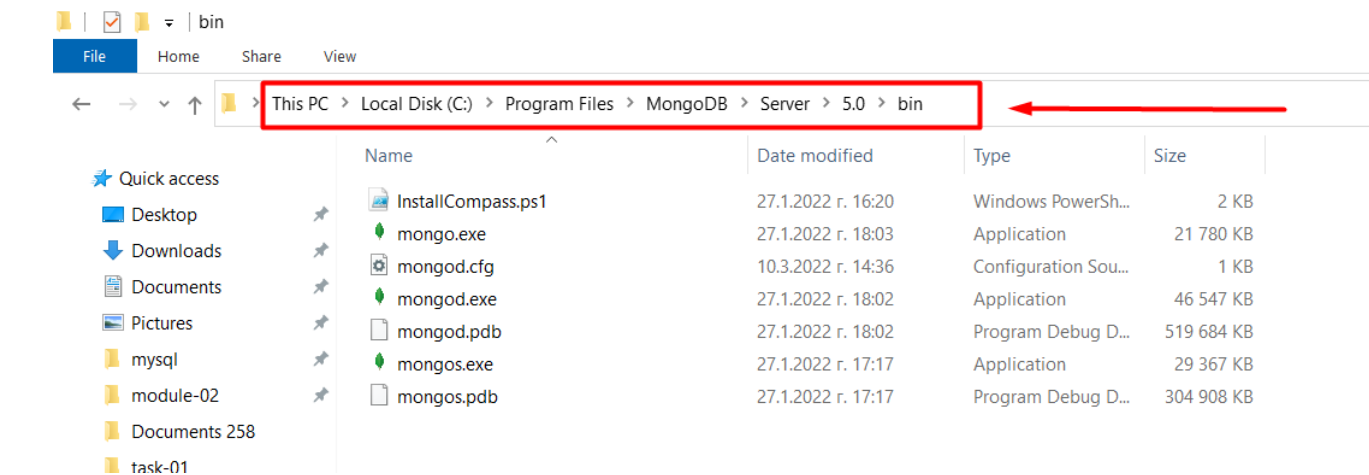 bin
File Home Share View
This PC > Local Disk (C:) > Program Files > MongoDB > Server > 5.0 > bin
Name Date modified Type Size
Quick access
Desktop
Downloads
Documents
Pictures
mysql
module-02
Documents 258
task-01
InstallCompass.ps1 27.1.2022 г. 16:20 Windows PowerSh... 2 KB
mongo.exe 27.1.2022 г. 18:03 Application 21 780 KB
mongod.cfg 10.3.2022 г. 14:36 Configuration Sou... 1 KB
mongod.exe 27.1.2022 г. 18:02 Application 46 547 KB
mongod.pdb 27.1.2022 г. 18:02 Program Debug D... 519 684 KB
mongos.exe 27.1.2022 г. 17:17 Application 29 367 KB
mongos.pdb 27.1.2022 г. 17:17 Program Debug D... 304 908 KB